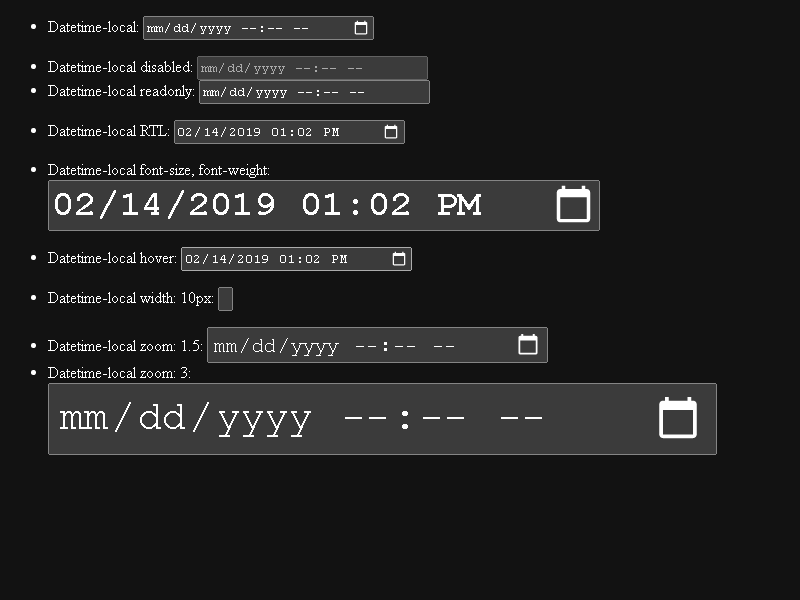 Datetime-local: mm/dd/yyyy --:-- --
Datetime-local disabled: mm/dd/yyyy --:-- --
Datetime-local readonly: mm/dd/yyyy --:-- --
Datetime-local RTL: 02/14/2019 01:02 PM
Datetime-local font-size, font-weight:
02/14/2019 01:02 PM
Datetime-local hover: 02/14/2019 01:02 PM
Datetime-local width: 10px:
Datetime-local zoom: 1.5: mm/dd/yyyy --:-- --
Datetime-local zoom: 3:
mm/dd/yyyy --:-- --